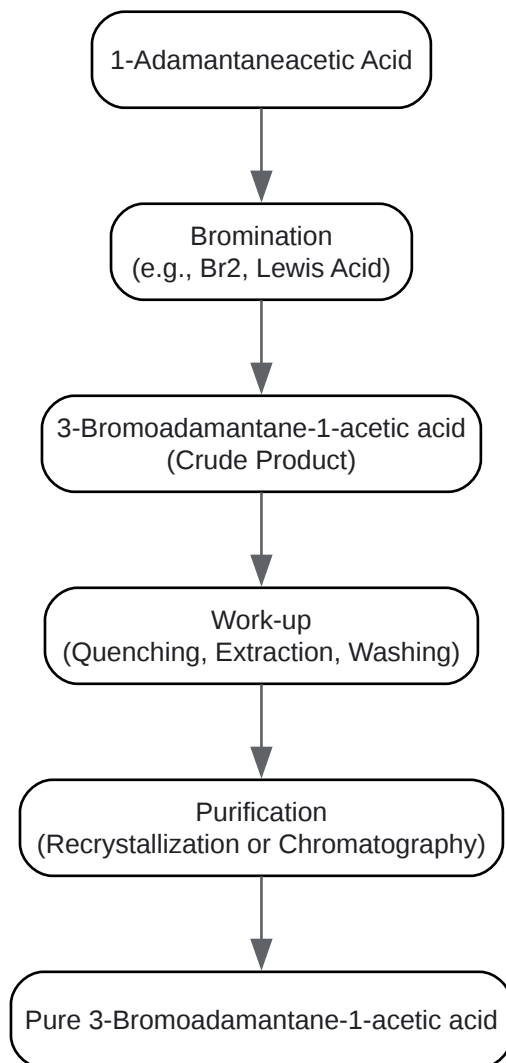 1-Adamantaneacetic Acid
Bromination
(e.g., Br2, Lewis Acid)
3-Bromoadamantane-1-acetic acid
(Crude Product)
Work-up
(Quenching, Extraction, Washing)
Purification
(Recrystallization or Chromatography)
Pure 3-Bromoadamantane-1-acetic acid